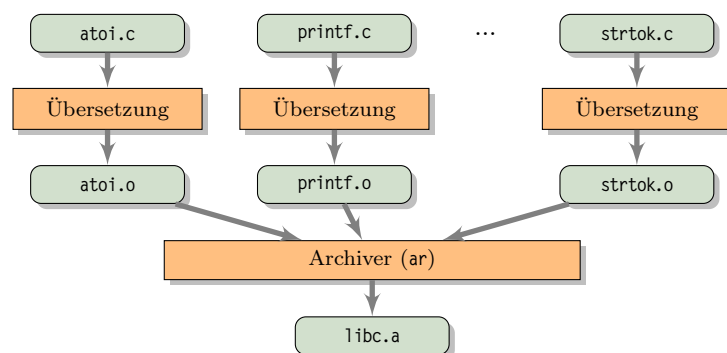 atoi.c printf.c ... strtok.c
Übersetzung Übersetzung Übersetzung
atoi.o printf.o strtok.o
Archiver (ar)
libc.a